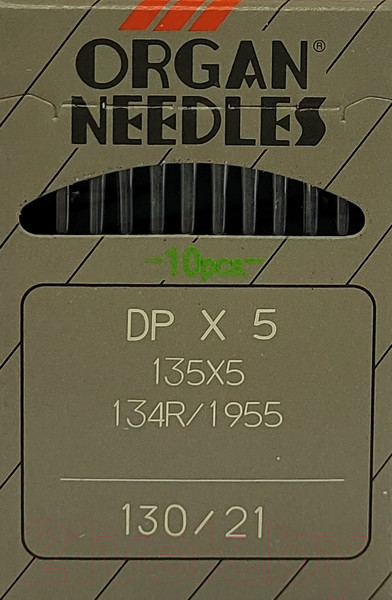 ORGAN®
NEEDLES
-10pcs-
DP X 5
135X5
134R/1955
130/21